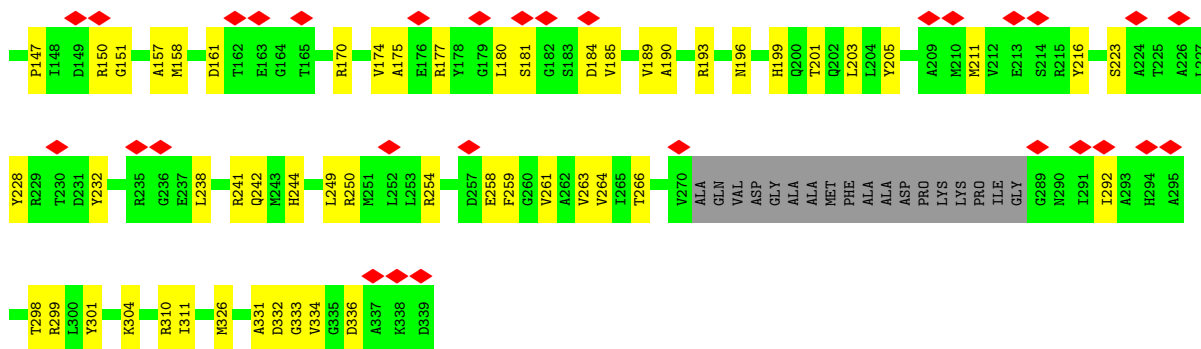 P147 I148 D149 R150 G151 A157 M158 D161 T162 E163 G164 T165 R170 V174 A175 E176 R177 Y178 G179 L180 S181 G182 S183 D184 V185 V189 A190 R193 N196 H199 Q200 T201 Q202 L203 L204 Y205 A209 M210 M211 V212 E213 S214 R215 Y216 S223 A224 T225 A226 L227
Y228 R229 T230 D231 Y232 R235 G236 E237 L238 R241 Q242 M243 H244 L249 R250 M251 L252 L253 R254 D257 E258 F259 G260 V261 A262 V263 V264 I265 T266 V270 ALA GLN VAL ASP GLY ALA ALA MET PHE ALA ALA ASP PRO LYS LYS PRO ILE GLY G289 N290 I291 I292 A293 H294 A295
T298 R299 L300 Y301 K304 R310 I311 M326 A331 D332 G333 V334 G335 D336 A337 K338 D339